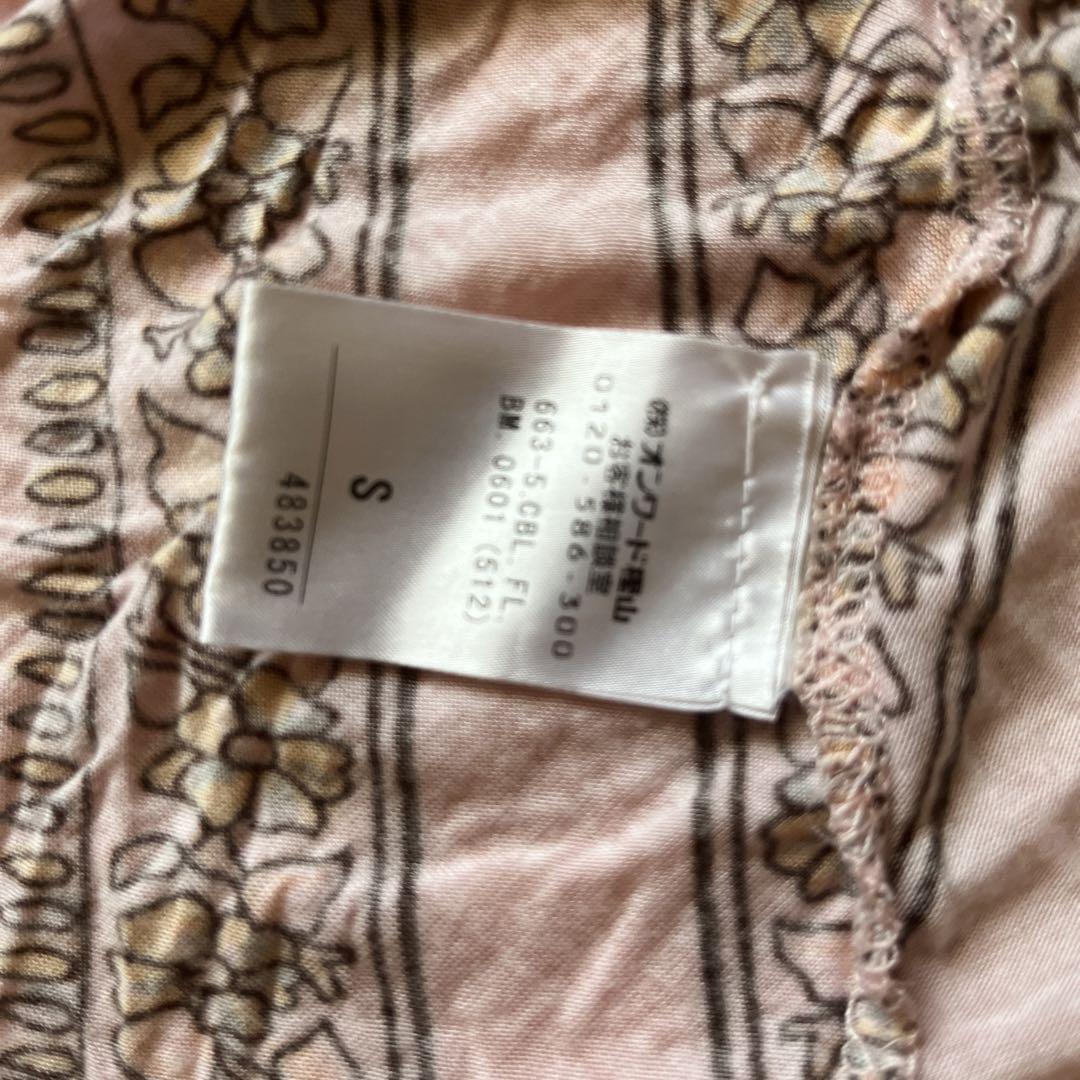 ㈱オンワード樫山
お客様相談室
0120-586-300
663-5.CBL.FL.
BM.0601(512)
S
483850